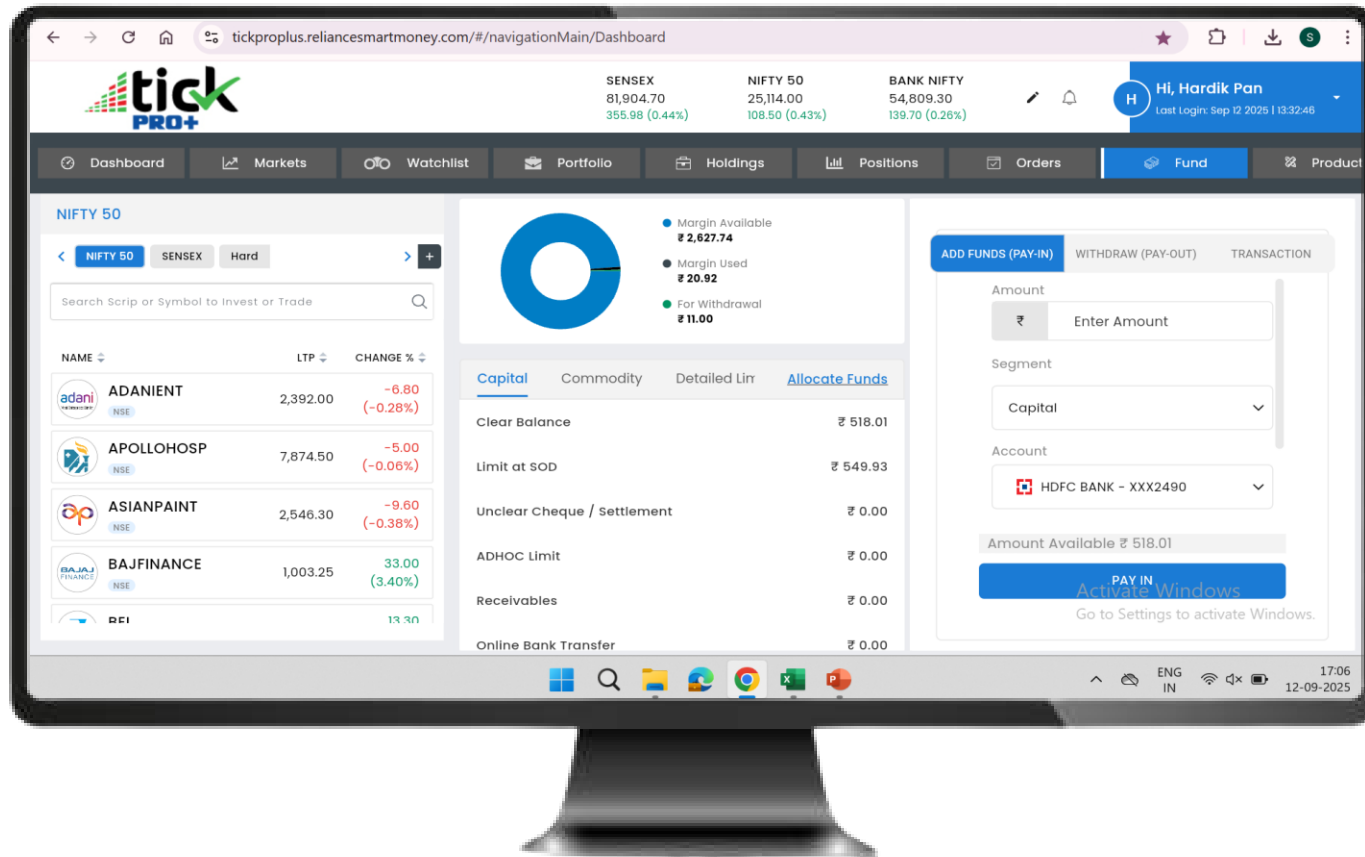 tickproplus.reliancesmartmoney.com/#/navigationMain/Dashboard
S
tick
PRO+
SENSEX
81,904.70
355.98 (0.44%)
NIFTY 50
25,114.00
108.50 (0.43%)
BANK NIFTY
54,809.30
139.70 (0.26%)
H
Hi, Hardik Pan
Last Login: Sep 12 2025 | 13:32:46
Dashboard
Markets
Watchlist
Portfolio
Holdings
Positions
Orders
Fund
Product
NIFTY 50
NIFTY 50 SENSEX Hard +
Search Scrip or Symbol to Invest or Trade
NAME LTP CHANGE %
adani
ADANIENT
NSE
2,392.00
-6.80
(-0.28%)
APOLLOHOSP
NSE
7,874.50
-5.00
(-0.06%)
ap
ASIANPAINT
NSE
2,546.30
-9.60
(-0.38%)
BAJAJ
FINANCE
BAJFINANCE
NSE
1,003.25
33.00
(3.40%)
BEL
13.30
Margin Available
₹ 2,627.74
Margin Used
₹ 20.92
For Withdrawal
₹ 11.00
Capital Commodity Detailed Lim Allocate Funds
Clear Balance ₹ 518.01
Limit at SOD ₹ 549.93
Unclear Cheque / Settlement ₹ 0.00
ADHOC Limit ₹ 0.00
Receivables ₹ 0.00
Online Bank Transfer ₹ 0.00
ADD FUNDS (PAY-IN) WITHDRAW (PAY-OUT) TRANSACTION
Amount
₹ Enter Amount
Segment
Capital
Account
HDFC BANK - XXX2490
Amount Available ₹ 518.01
PAY IN
Activate Windows
Go to Settings to activate Windows.
ENG
IN
17:06
12-09-2025